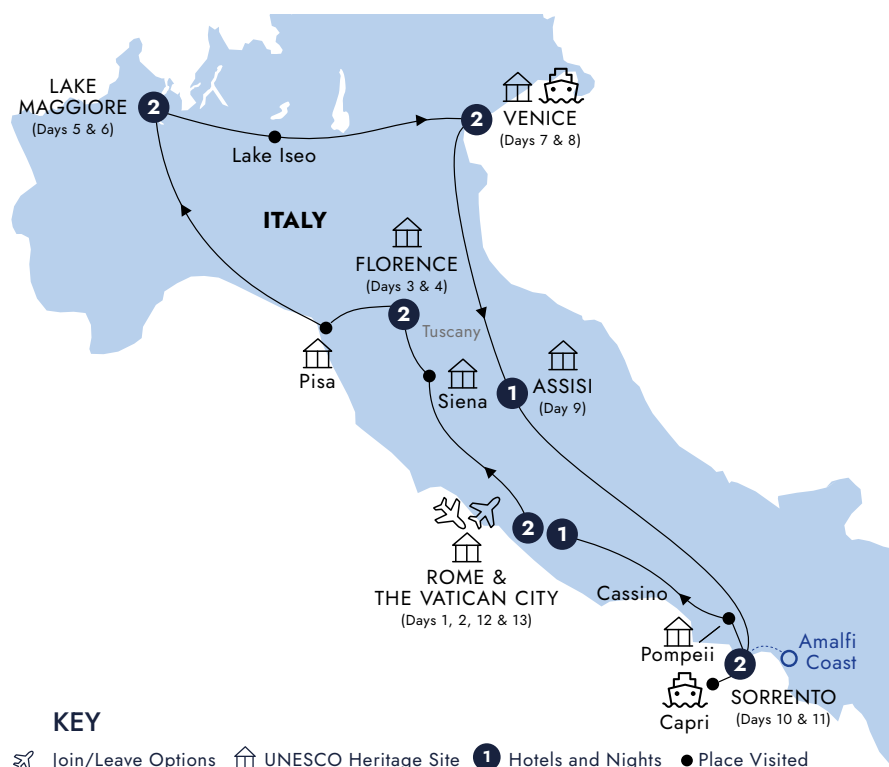 LAKE
MAGGIORE
(Days 5 & 6)
2
Lake Iseo
2
VENICE
(Days 7 & 8)
ITALY
FLORENCE
(Days 3 & 4)
2
Tuscany
Pisa
Siena
1
ASSISI
(Day 9)
2
1
ROME &
THE VATICAN CITY
(Days 1, 2, 12 & 13)
Cassino
Pompeii
2
Amalfi
Coast
Capri
SORRENTO
(Days 10 & 11)
KEY
Join/Leave Options UNESCO Heritage Site 1 Hotels and Nights Place Visited